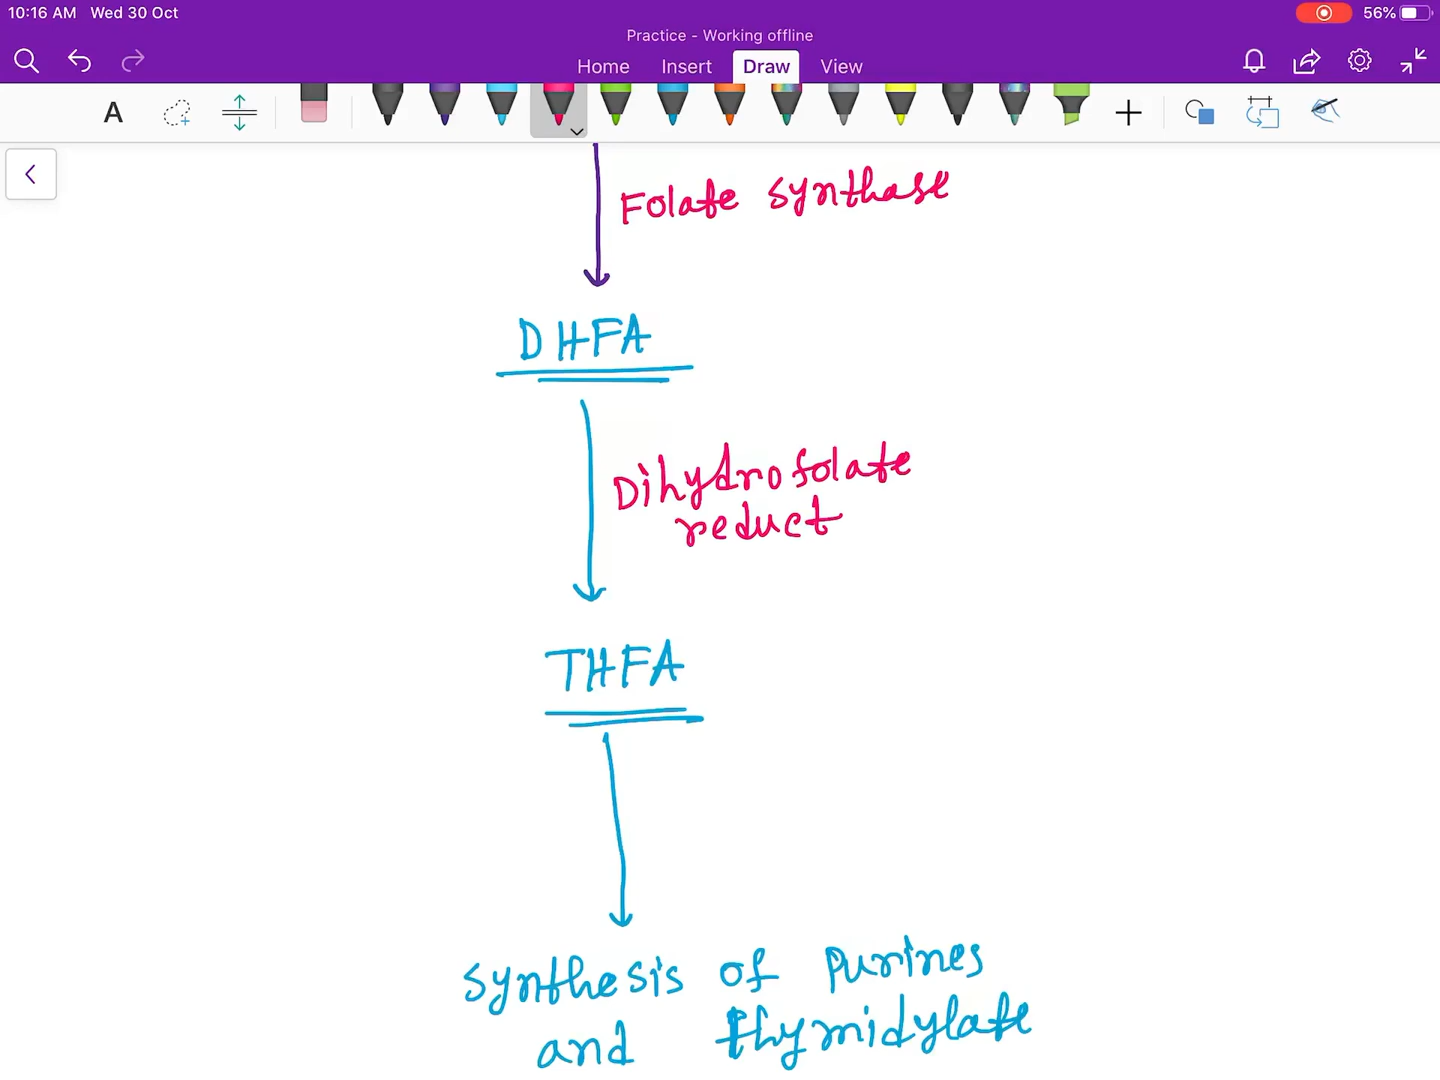 10:16 AM Wed 30 Oct
56%
Practice - Working offline
Home Insert Draw View
A
Folate synthase
DHFA
Dihydrofolate
reduct
THFA
synthesis of purines
and thymidylate